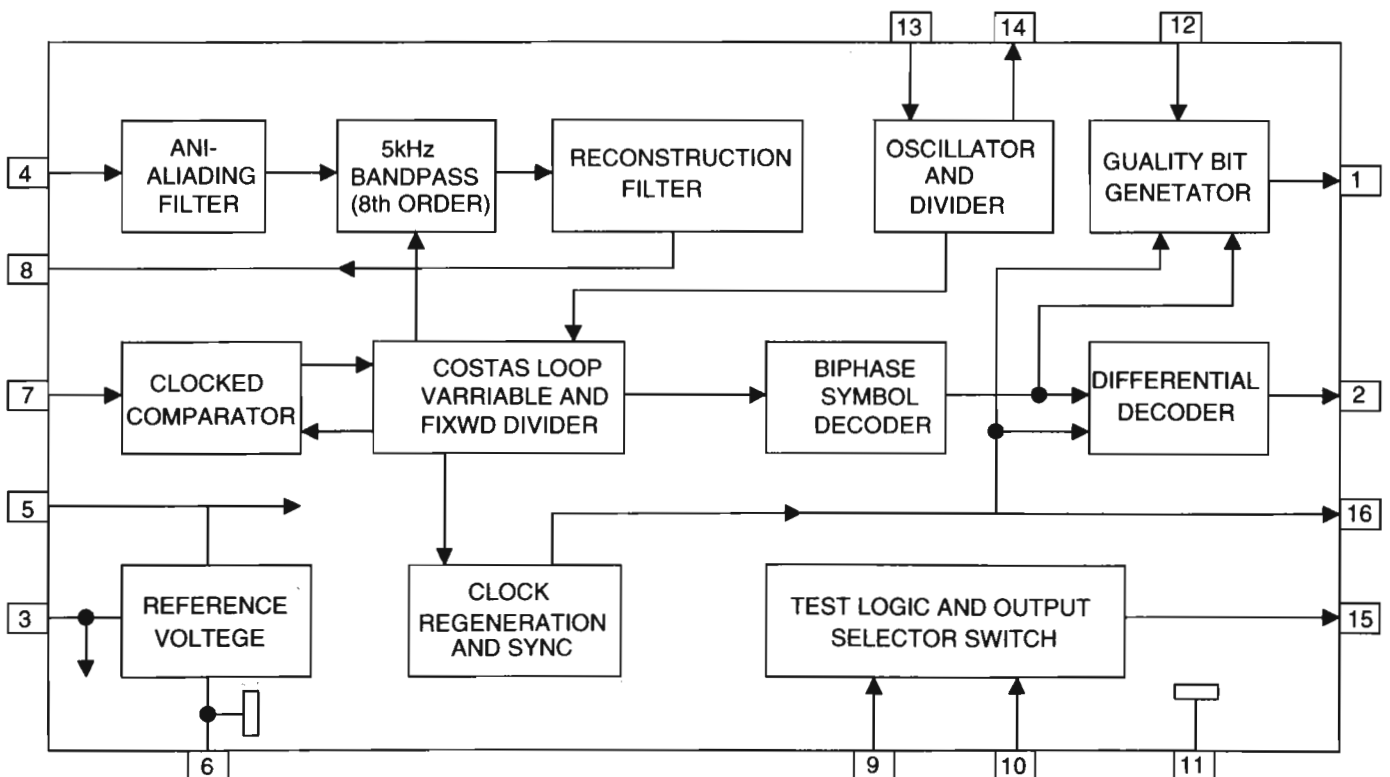 13
14
12
4
ANI-
ALIADING
FILTER
5kHz
BANDPASS
(8th ORDER)
RECONSTRUCTION
FILTER
OSCILLATOR
AND
DIVIDER
GUALITY BIT
GENETATOR
1
8
7
CLOCKED
COMPARATOR
COSTAS LOOP
VARRIABLE AND
FIXWD DIVIDER
BIPHASE
SYMBOL
DECODER
DIFFERENTIAL
DECODER
2
5
16
3
REFERENCE
VOLTEGE
CLOCK
REGENERATION
AND SYNC
TEST LOGIC AND OUTPUT
SELECTOR SWITCH
15
6
9
10
11